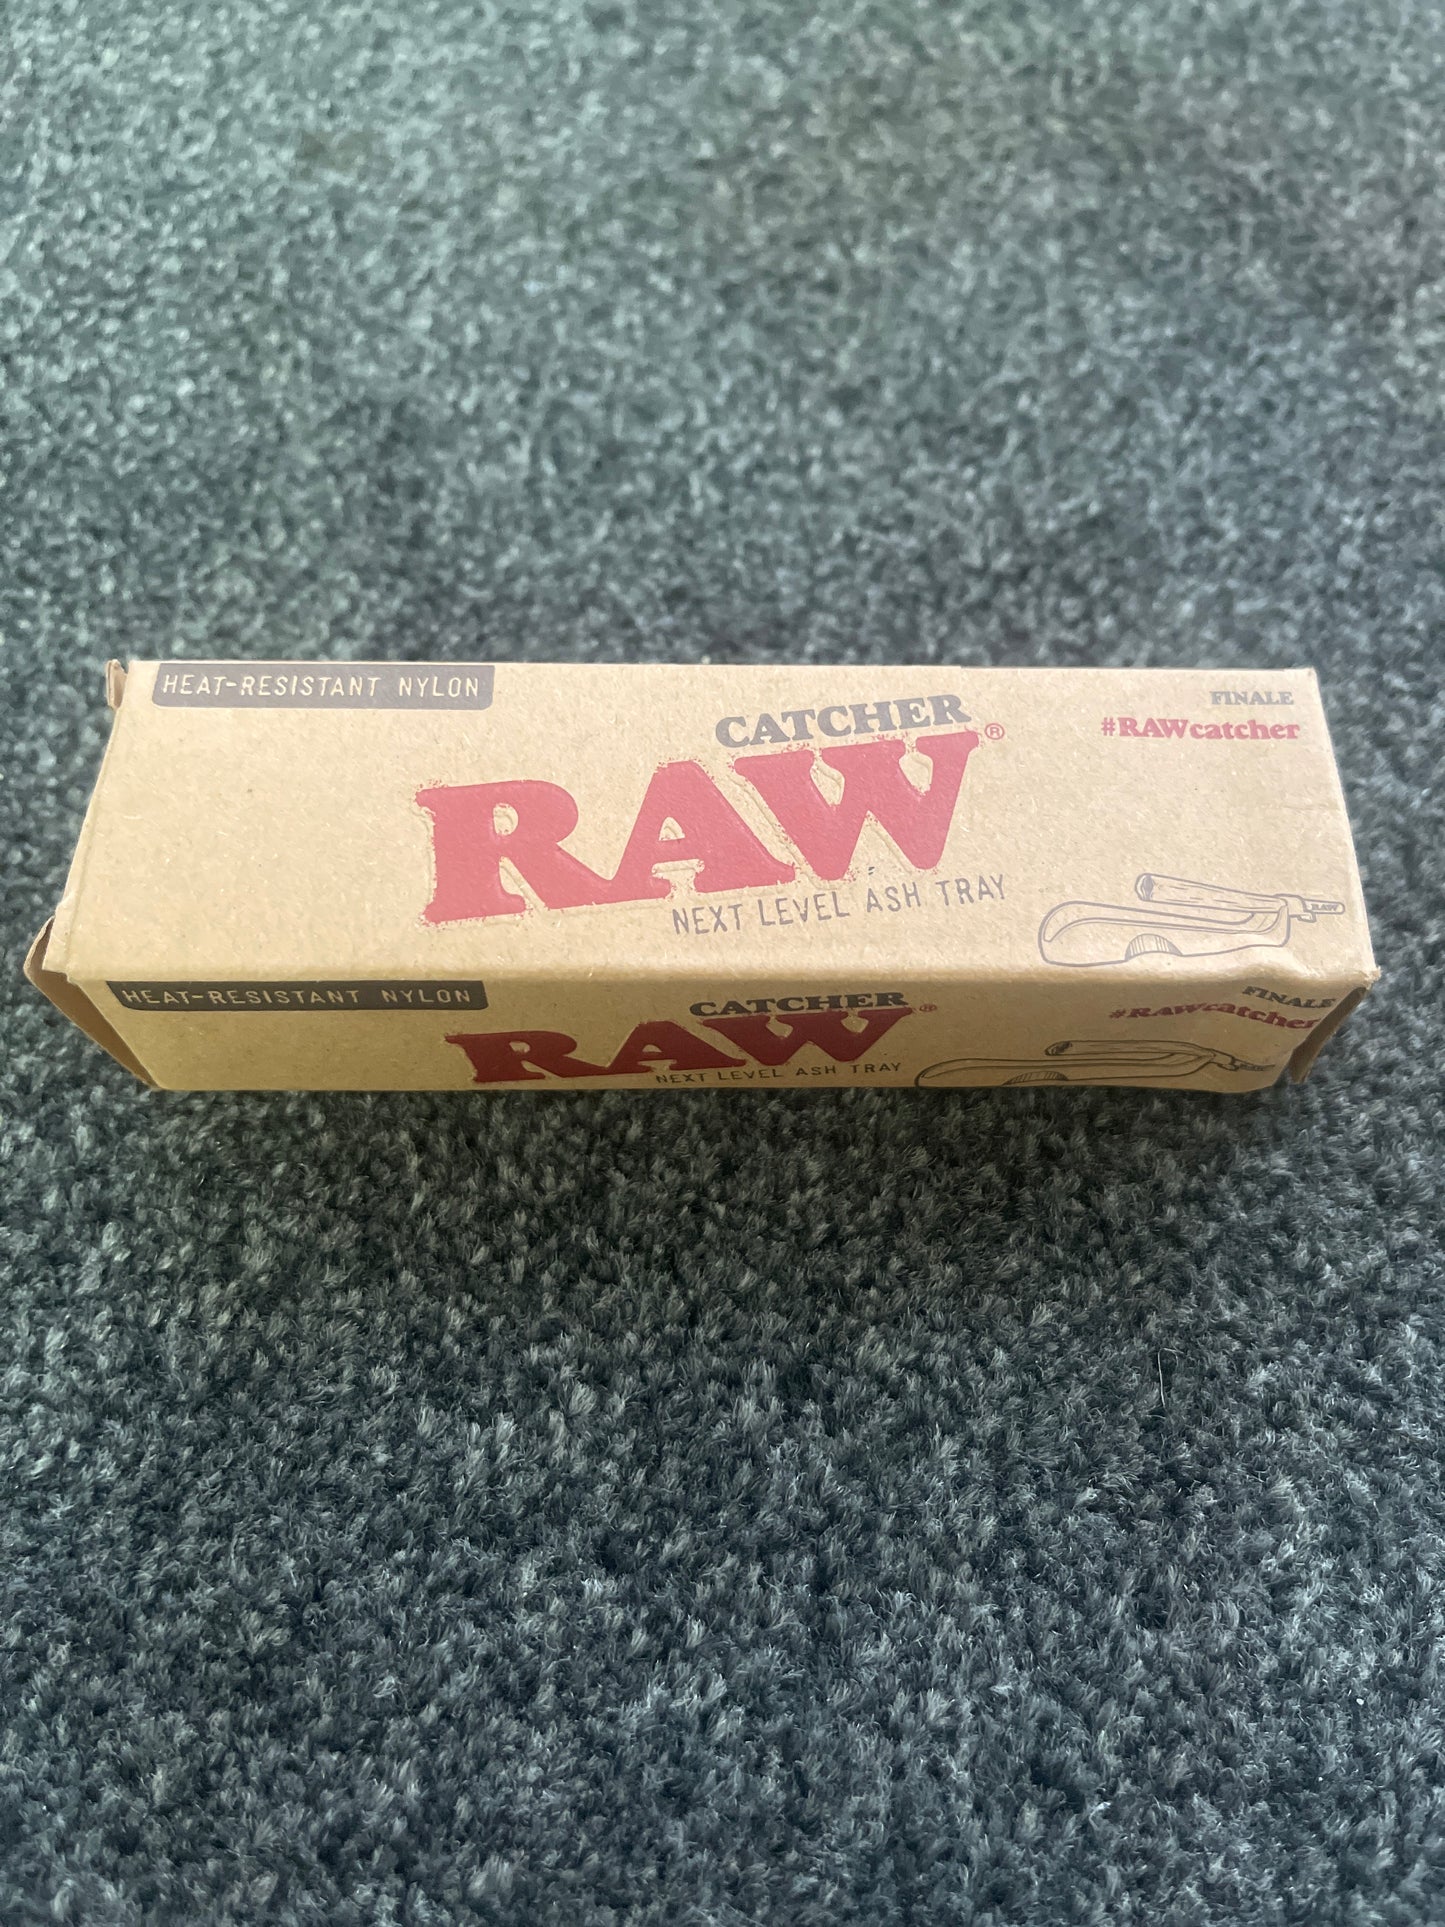 HEAT-RESISTANT NYLON
CATCHER
RAW®
NEXT LEVEL ASH TRAY
FINALE
#RAWcatcher
RAW
HEAT-RESISTANT NYLON
CATCHER
RAW®
NEXT LEVEL ASH TRAY
FINALE
#RAWcatcher